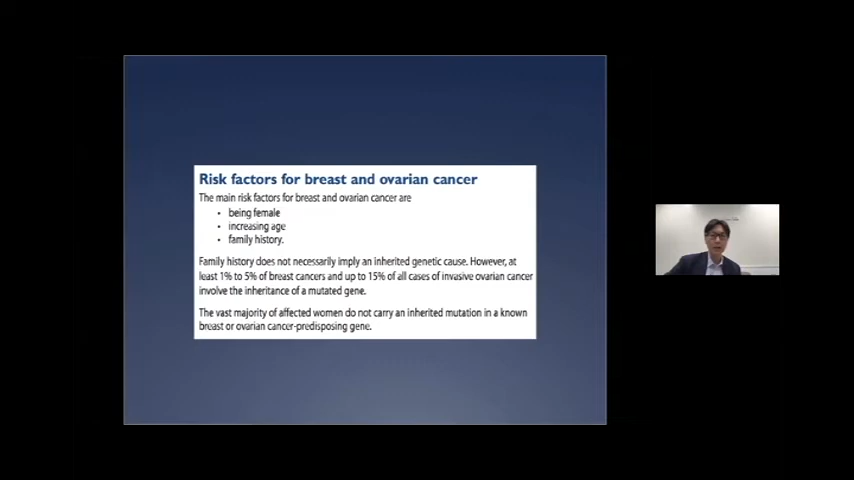 Risk factors for breast and ovarian cancer
The main risk factors for breast and ovarian cancer are
• being female
• increasing age
• family history.
Family history does not necessarily imply an inherited genetic cause. However, at
least 1% to 5% of breast cancers and up to 15% of all cases of invasive ovarian cancer
involve the inheritance of a mutated gene.
The vast majority of affected women do not carry an inherited mutation in a known
breast or ovarian cancer-predisposing gene.